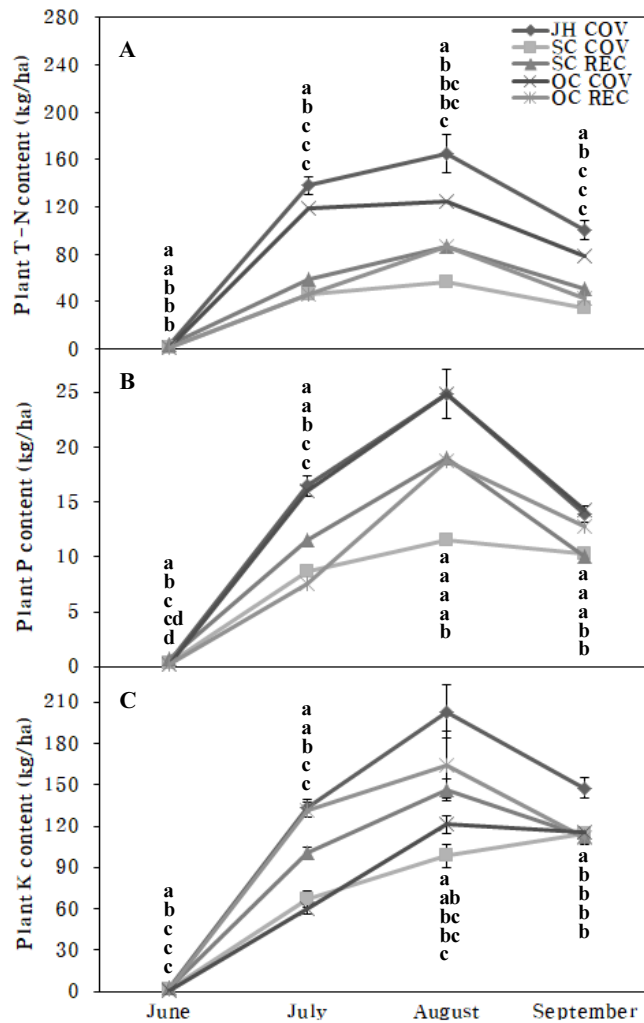 280
240
200
160
120
80
40
0
Plant T-N content (kg/ha)
A
JH COV
SC COV
SC REC
OC COV
OC REC
a
a
b
b
b
a
b
c
c
c
a
b
bc
bc
c
a
b
c
c
c
25
20
15
10
5
0
Plant P content (kg/ha)
B
a
b
c
cd
d
a
a
b
c
c
a
a
a
a
b
a
a
a
b
b
210
180
150
120
90
60
30
0
Plant K content (kg/ha)
C
a
b
c
c
c
a
a
b
c
c
a
ab
bc
bc
c
a
b
b
b
b
June July August September